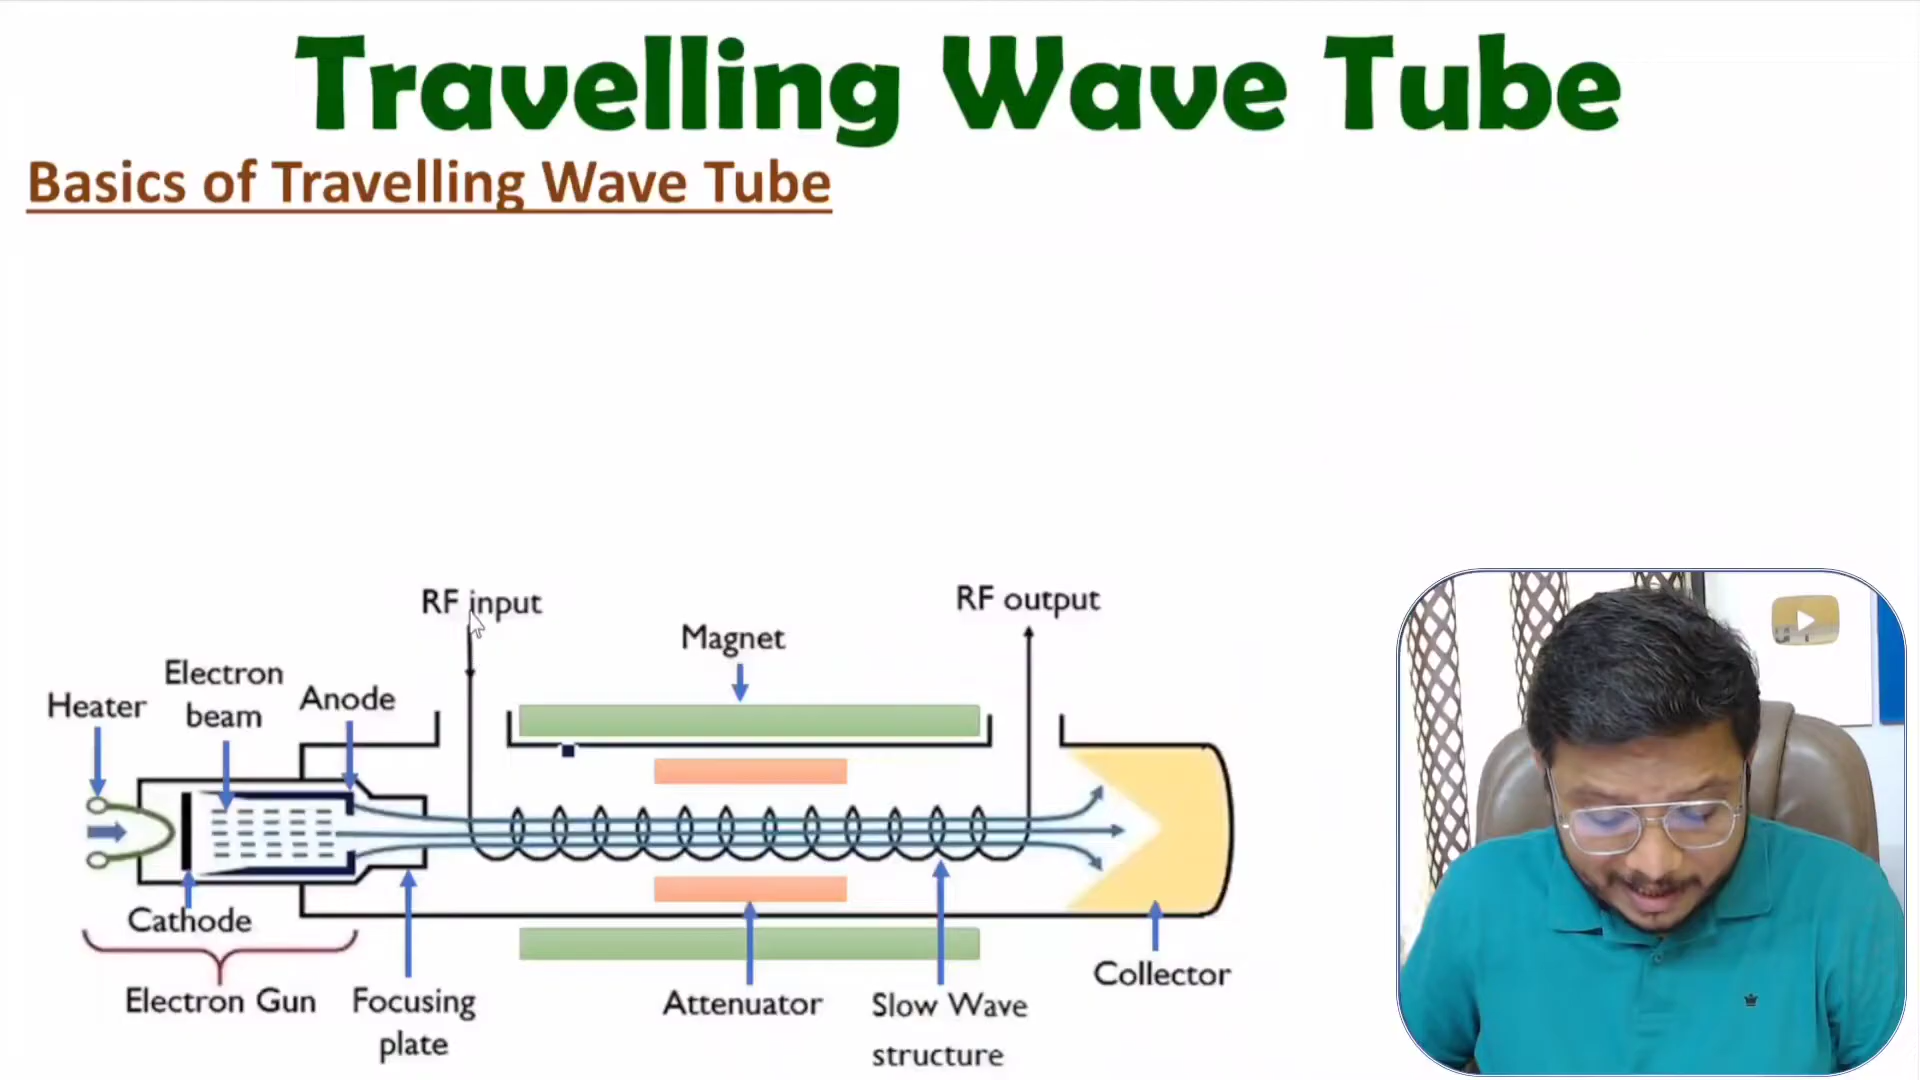 Travelling Wave Tube
Basics of Travelling Wave Tube
RF input
RF output
Magnet
Electron
beam
Anode
Heater
Cathode
Electron Gun
Focusing
plate
Attenuator
Slow Wave
structure
Collector